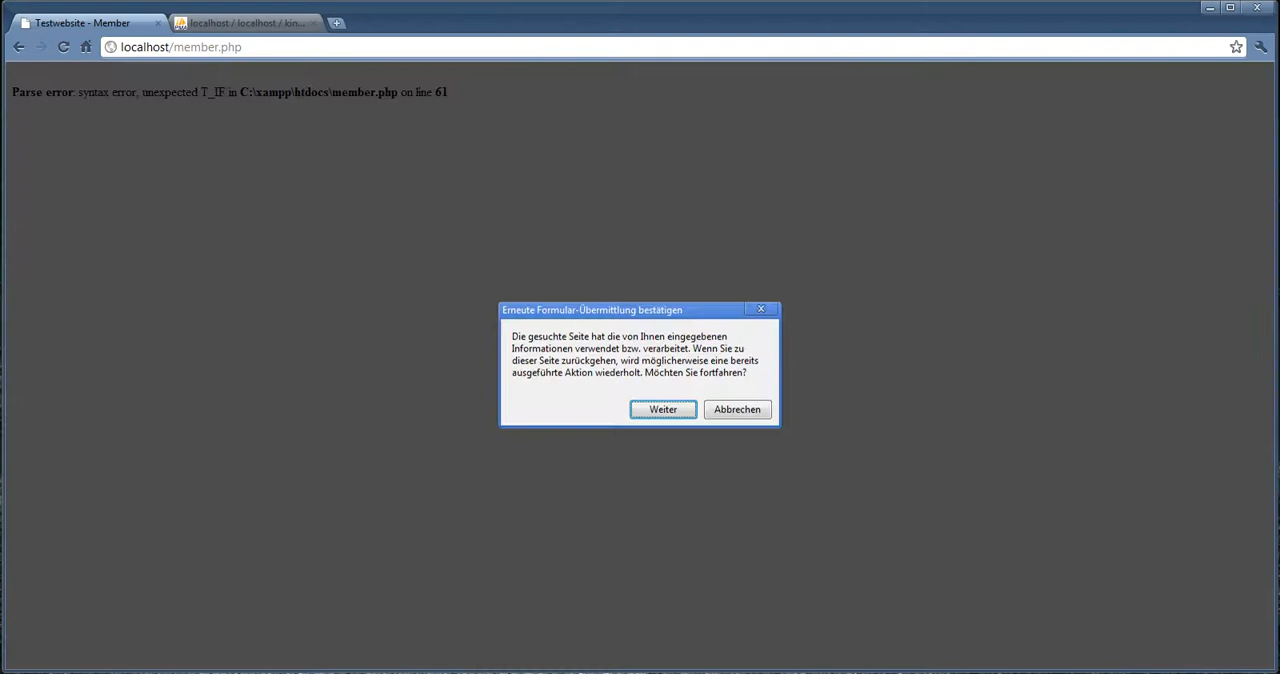 Testwebsite - Member
localhost / localhost / kin...
localhost/member.php
Parse error: syntax error, unexpected T_IF in C:\xampp\htdocs\member.php on line 61
Erneute Formular-Übermittlung bestätigen
Die gesuchte Seite hat die von Ihnen eingegebenen
Informationen verwendet bzw. verarbeitet. Wenn Sie zu
dieser Seite zurückgehen, wird möglicherweise eine bereits
ausgeführte Aktion wiederholt. Möchten Sie fortfahren?
Weiter Abbrechen